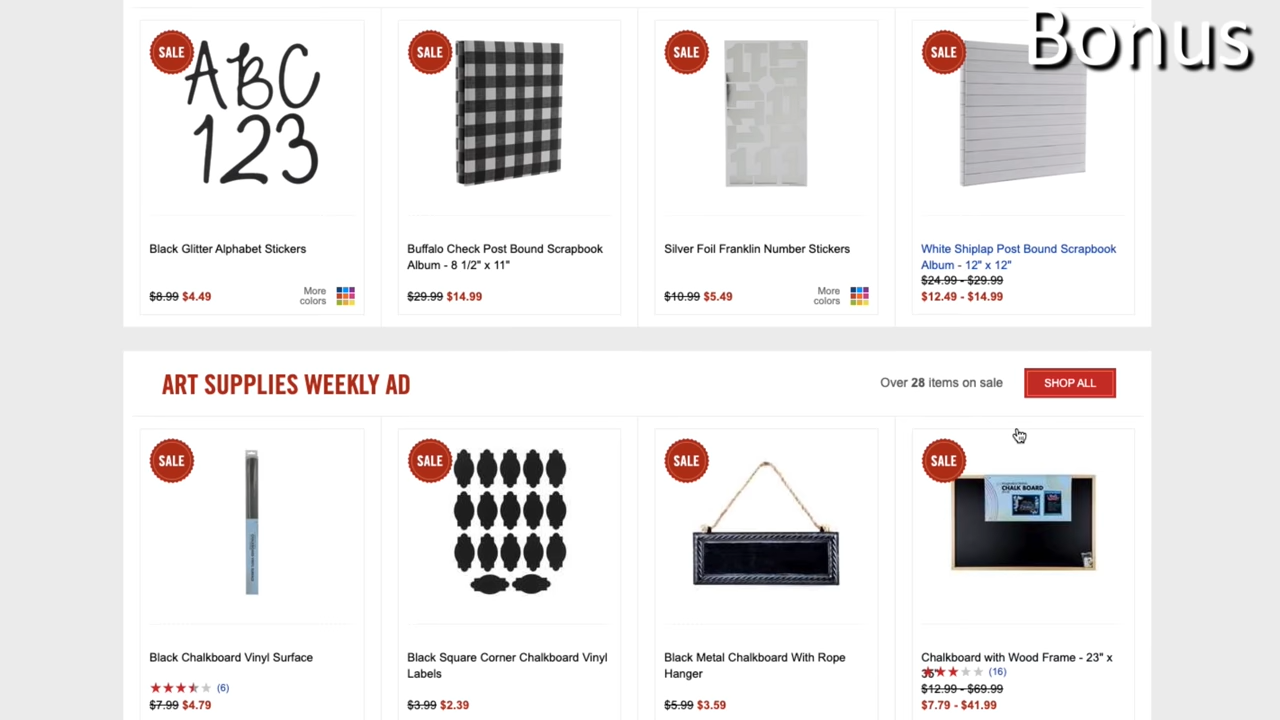 Bonus
SALE
SALE
SALE
SALE
ABC
123
Black Glitter Alphabet Stickers
$8.99 $4.49
More
colors
Buffalo Check Post Bound Scrapbook
Album - 8 1/2" x 11"
$29.99 $14.99
Silver Foil Franklin Number Stickers
$10.99 $5.49
More
colors
White Shiplap Post Bound Scrapbook
Album - 12" x 12"
$24.99 - $29.99
$12.49 - $14.99
ART SUPPLIES WEEKLY AD
Over 28 items on sale
SHOP ALL
SALE
SALE
SALE
SALE
CHALK BOARD
Black Chalkboard Vinyl Surface
(6)
$7.99 $4.79
Black Square Corner Chalkboard Vinyl
Labels
$3.99 $2.39
Black Metal Chalkboard With Rope
Hanger
$5.99 $3.59
Chalkboard with Wood Frame - 23" x
35"
(16)
$12.99 - $69.99
$7.79 - $41.99